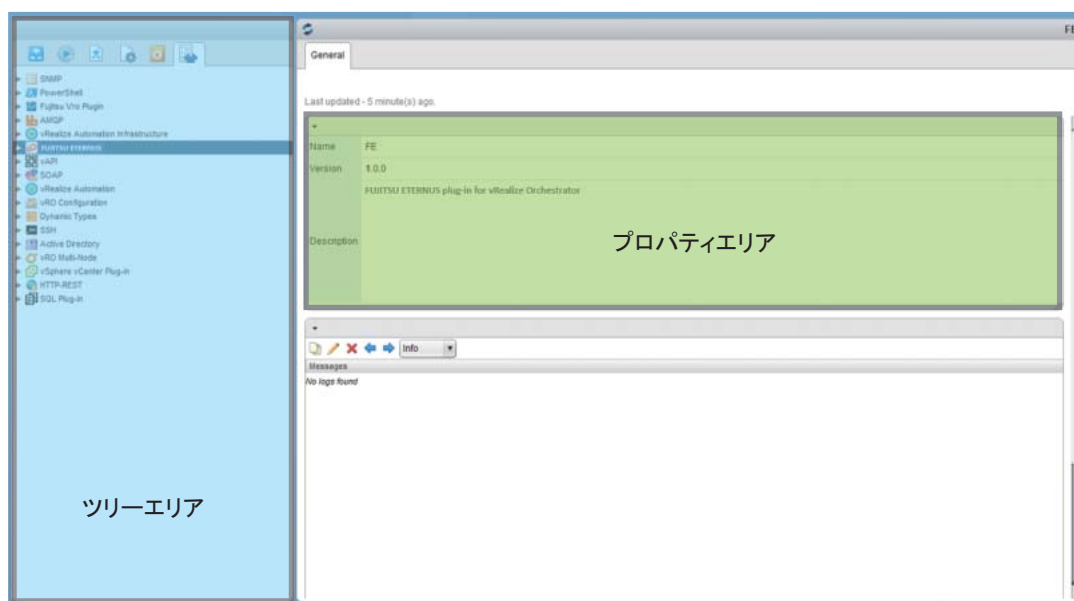 SNMP
PowerShell
Fujitsu Vro Plugin
AMQP
vRealize Automation Infrastructure
FUJITSU ETERNUS
vAPI
SOAP
vRealize Automation
vRO Configuration
Dynamic Types
SSH
Active Directory
vRO Multi-Node
vSphere vCenter Plug-in
HTTP-REST
SQL Plug-in
ツリーエリア
FE
General
Last updated - 5 minute(s) ago.
Name FE
Version 1.0.0
FUJITSU ETERNUS plug-in for vRealize Orchestrator
Description
プロパティエリア
Info
Messages
No logs found